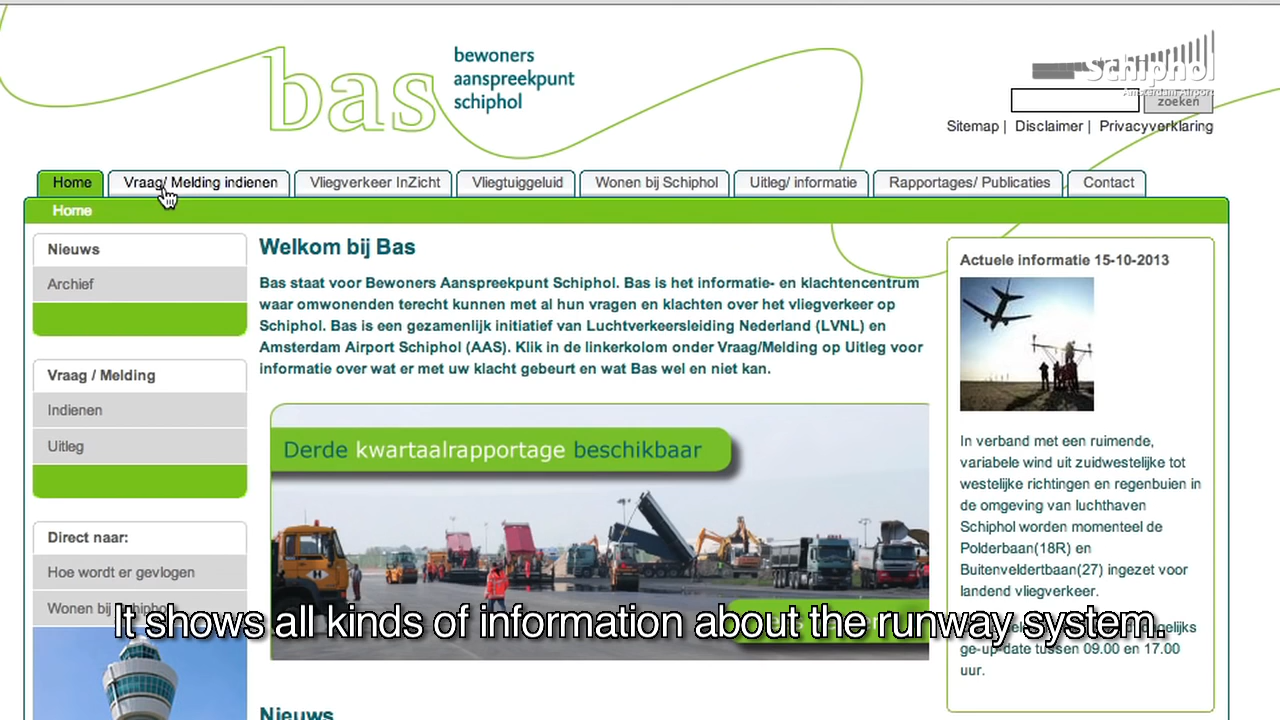 bas
bewoners
aanspreekpunt
schiphol
Schiphol
Amsterdam Airport
zoeken
Sitemap | Disclaimer | Privacyverklaring
Home Vraag/ Melding indienen Vliegverkeer InZicht Vliegtuiggeluid Wonen bij Schiphol Uitleg/ informatie Rapportages/ Publicaties Contact
Home
Nieuws
Archief
Vraag / Melding
Indienen
Uitleg
Direct naar:
Hoe wordt er gevlogen
Wonen bij Schiphol
Welkom bij Bas
Bas staat voor Bewoners Aanspreekpunt Schiphol. Bas is het informatie- en klachtencentrum
waar omwonenden terecht kunnen met al hun vragen en klachten over het vliegverkeer op
Schiphol. Bas is een gezamenlijk initiatief van Luchtverkeersleiding Nederland (LVNL) en
Amsterdam Airport Schiphol (AAS). Klik in de linkerkolom onder Vraag/Melding op Uitleg voor
informatie over wat er met uw klacht gebeurt en wat Bas wel en niet kan.
Derde kwartaalrapportage beschikbaar
H
Nieuws
Actuele informatie 15-10-2013
In verband met een ruimende,
variabele wind uit zuidwestelijke tot
westelijke richtingen en regenbuien in
de omgeving van luchthaven
Schiphol worden momenteel de
Polderbaan(18R) en
Buitenveldertbaan(27) ingezet voor
landend vliegverkeer.
ge-up-date tussen 09.00 en 17.00
uur.
It shows all kinds of information about the runway system.